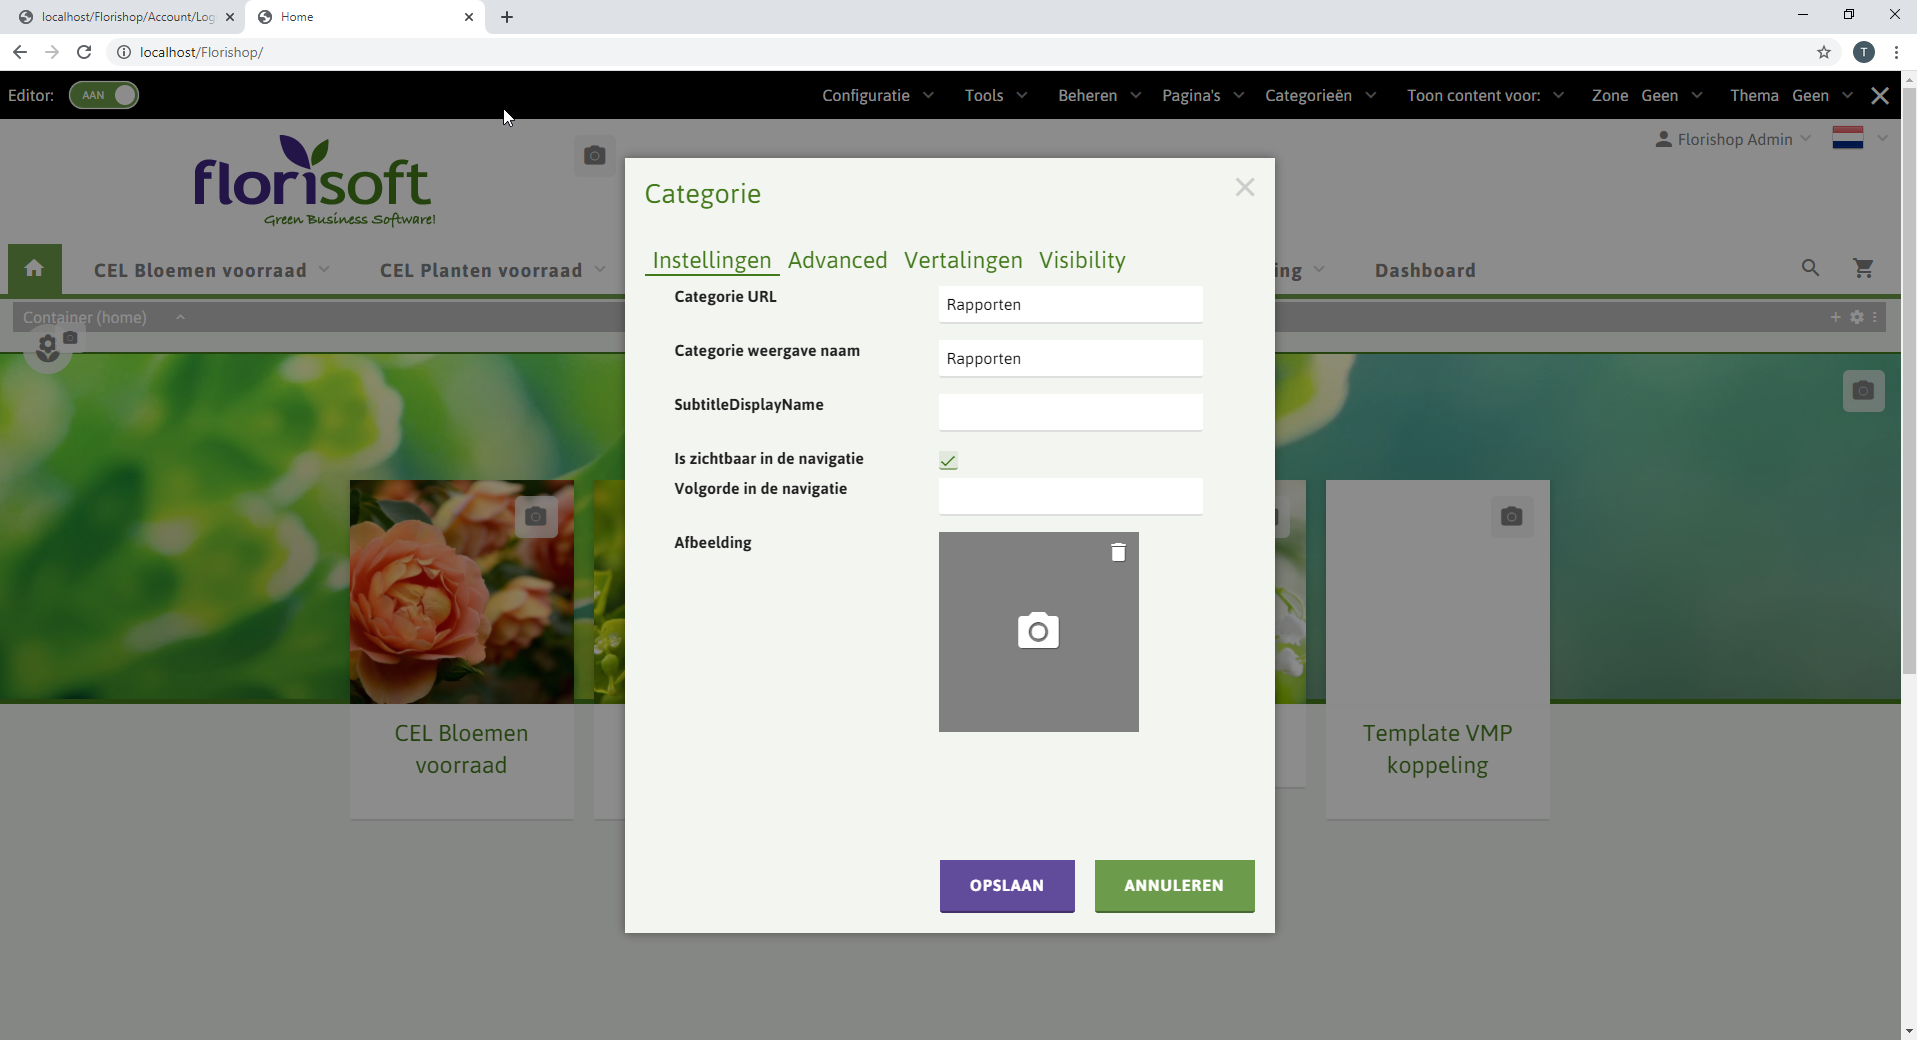 localhost/Florishop/Account/Log
Home
localhost/Florishop/
T
Editor:
AAN
Configuratie
Tools
Beheren
Pagina's
Categorieën
Toon content voor:
Zone
Geen
Thema
Geen
florisoft
Green Business Software!
Florishop Admin
CEL Bloemen voorraad
CEL Planten voorraad
ing
Dashboard
Container (home)
Categorie
Instellingen
Advanced
Vertalingen
Visibility
Categorie URL
Rapporten
Categorie weergave naam
Rapporten
SubtitleDisplayName
Is zichtbaar in de navigatie
Volgorde in de navigatie
Afbeelding
OPSLAAN
ANNULEREN
CEL Bloemen
voorraad
Template VMP
koppeling